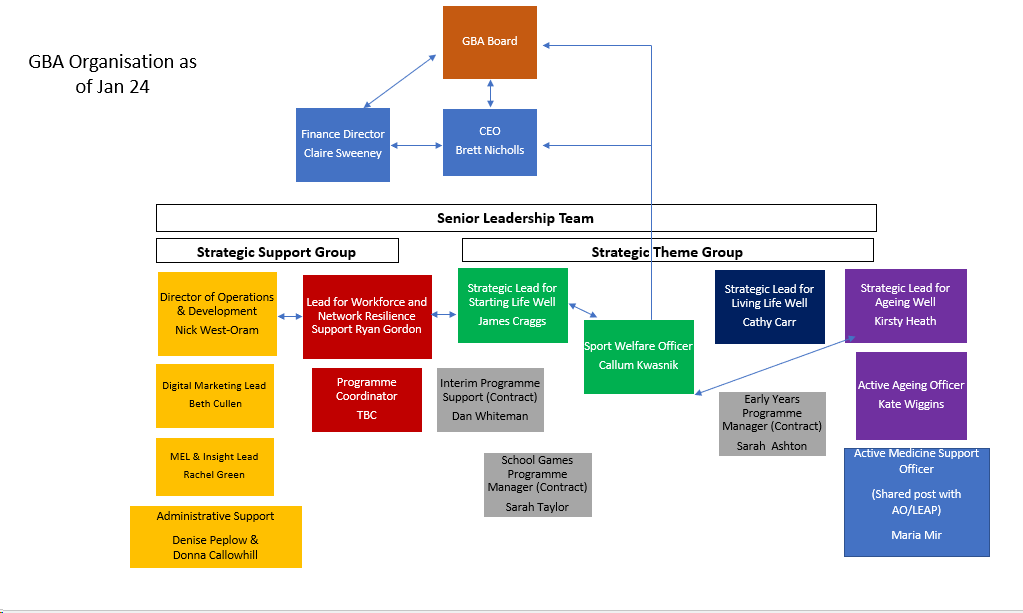 GBA Organisation as
of Jan 24
GBA Board
Finance Director
Claire Sweeney
CEO
Brett Nicholls
Senior Leadership Team
Strategic Support Group
Strategic Theme Group
Director of Operations
& Development
Nick West-Oram
Lead for Workforce and
Network Resilience
Support Ryan Gordon
Strategic Lead for
Starting Life Well
James Craggs
Sport Welfare Officer
Callum Kwasnik
Strategic Lead for
Living Life Well
Cathy Carr
Strategic Lead for
Ageing Well
Kirsty Heath
Digital Marketing Lead
Beth Cullen
Programme
Coordinator
TBC
Interim Programme
Support (Contract)
Dan Whiteman
Early Years
Programme
Manager (Contract)
Sarah  Ashton
Active Ageing Officer
Kate Wiggins
MEL & Insight Lead
Rachel Green
School Games
Programme
Manager (Contract)
Sarah Taylor
Active Medicine Support
Officer
(Shared post with
AO/LEAP)
Maria Mir
Administrative Support
Denise Peplow &
Donna Callowhill